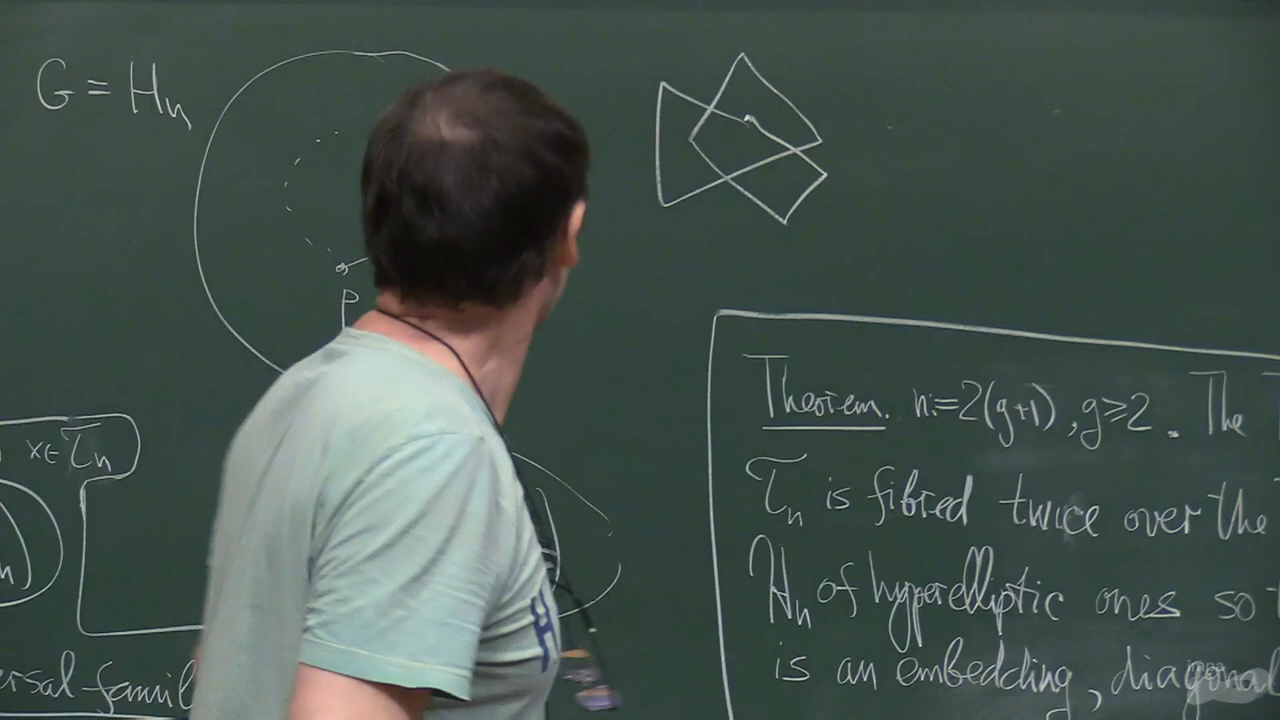 G = Hₙ
p
x∈ 𝒯ₙ
n)
ersal famil
Theorem. n:=2(g+1), g⩾2. The
𝒯ₙ is fibred twice over the
ℋₙ of hyperelliptic ones so
is an embedding, diagonal
impa
H